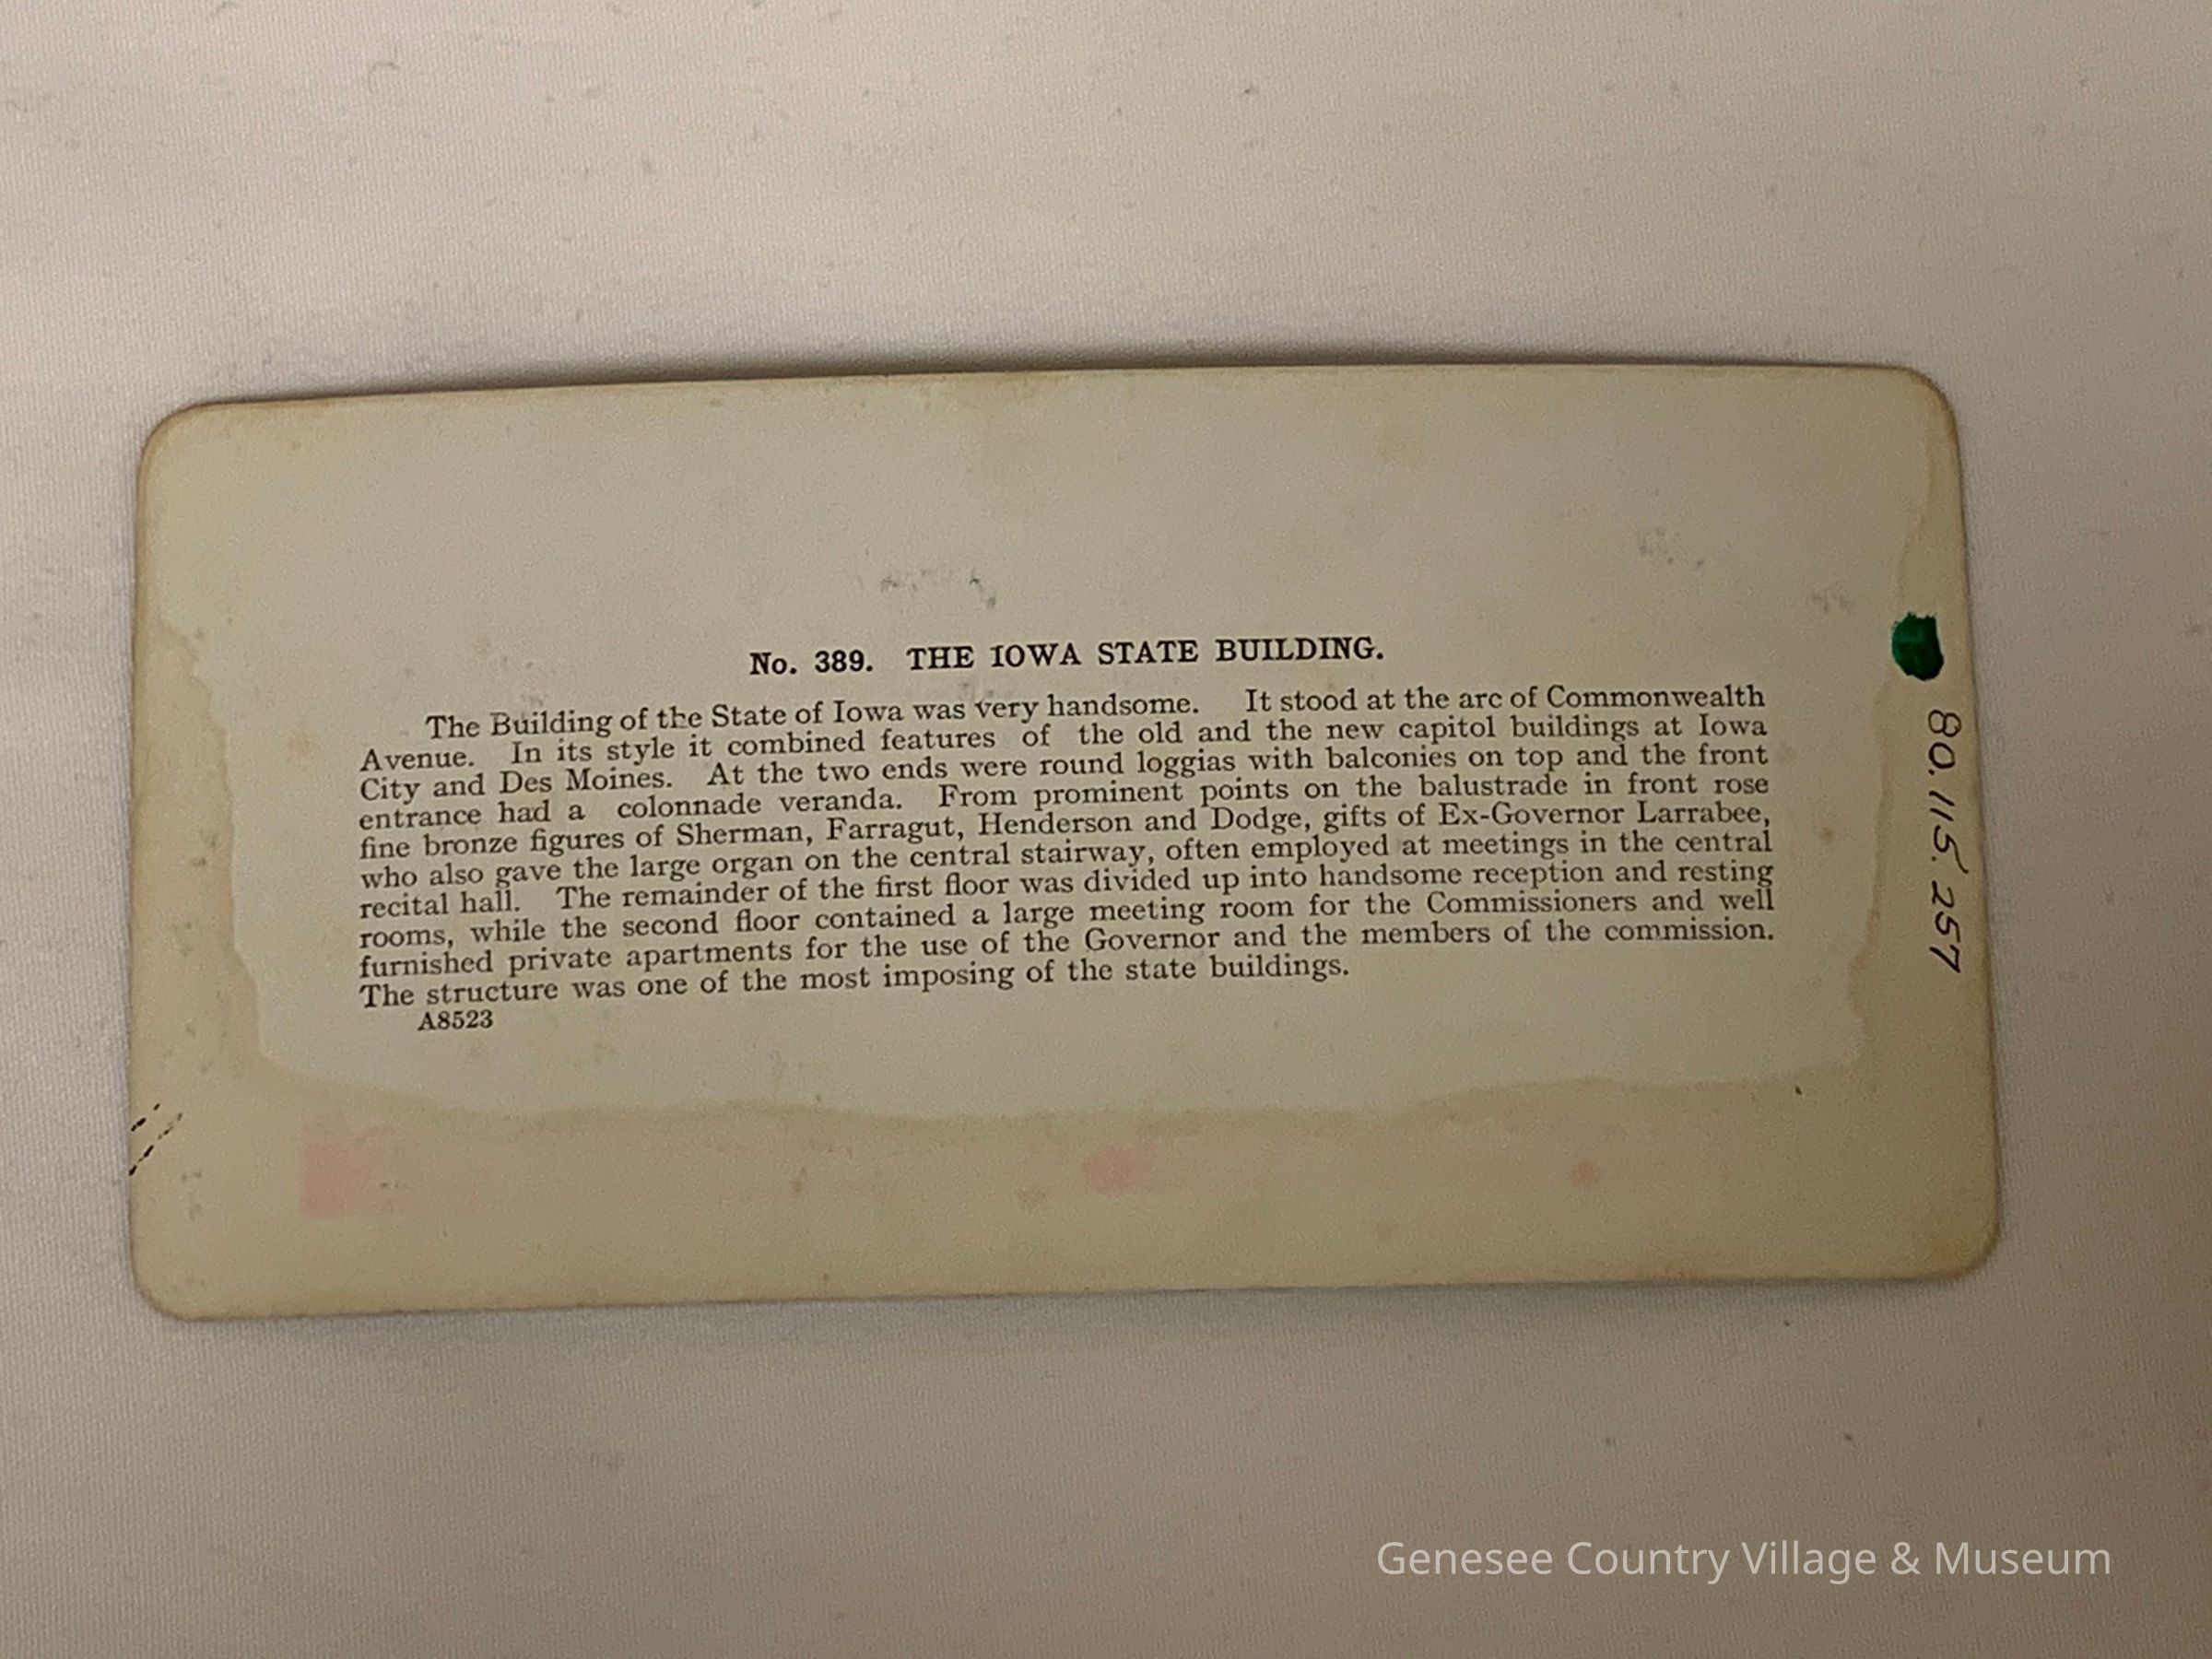 No. 389. THE IOWA STATE BUILDING.
The Building of the State of Iowa was very handsome. It stood at the arc of Commonwealth
Avenue. In its style it combined features of the old and the new capitol buildings at Iowa
City and Des Moines. At the two ends were round loggias with balconies on top and the front
entrance had a colonnade veranda. From prominent points on the balustrade in front rose
fine bronze figures of Sherman, Farragut, Henderson and Dodge, gifts of Ex-Governor Larrabee,
who also gave the large organ on the central stairway, often employed at meetings in the central
recital hall. The remainder of the first floor was divided up into handsome reception and resting
rooms, while the second floor contained a large meeting room for the Commissioners and well
furnished private apartments for the use of the Governor and the members of the commission.
The structure was one of the most imposing of the state buildings.
A8523
80.115.257
Genesee Country Village & Museum